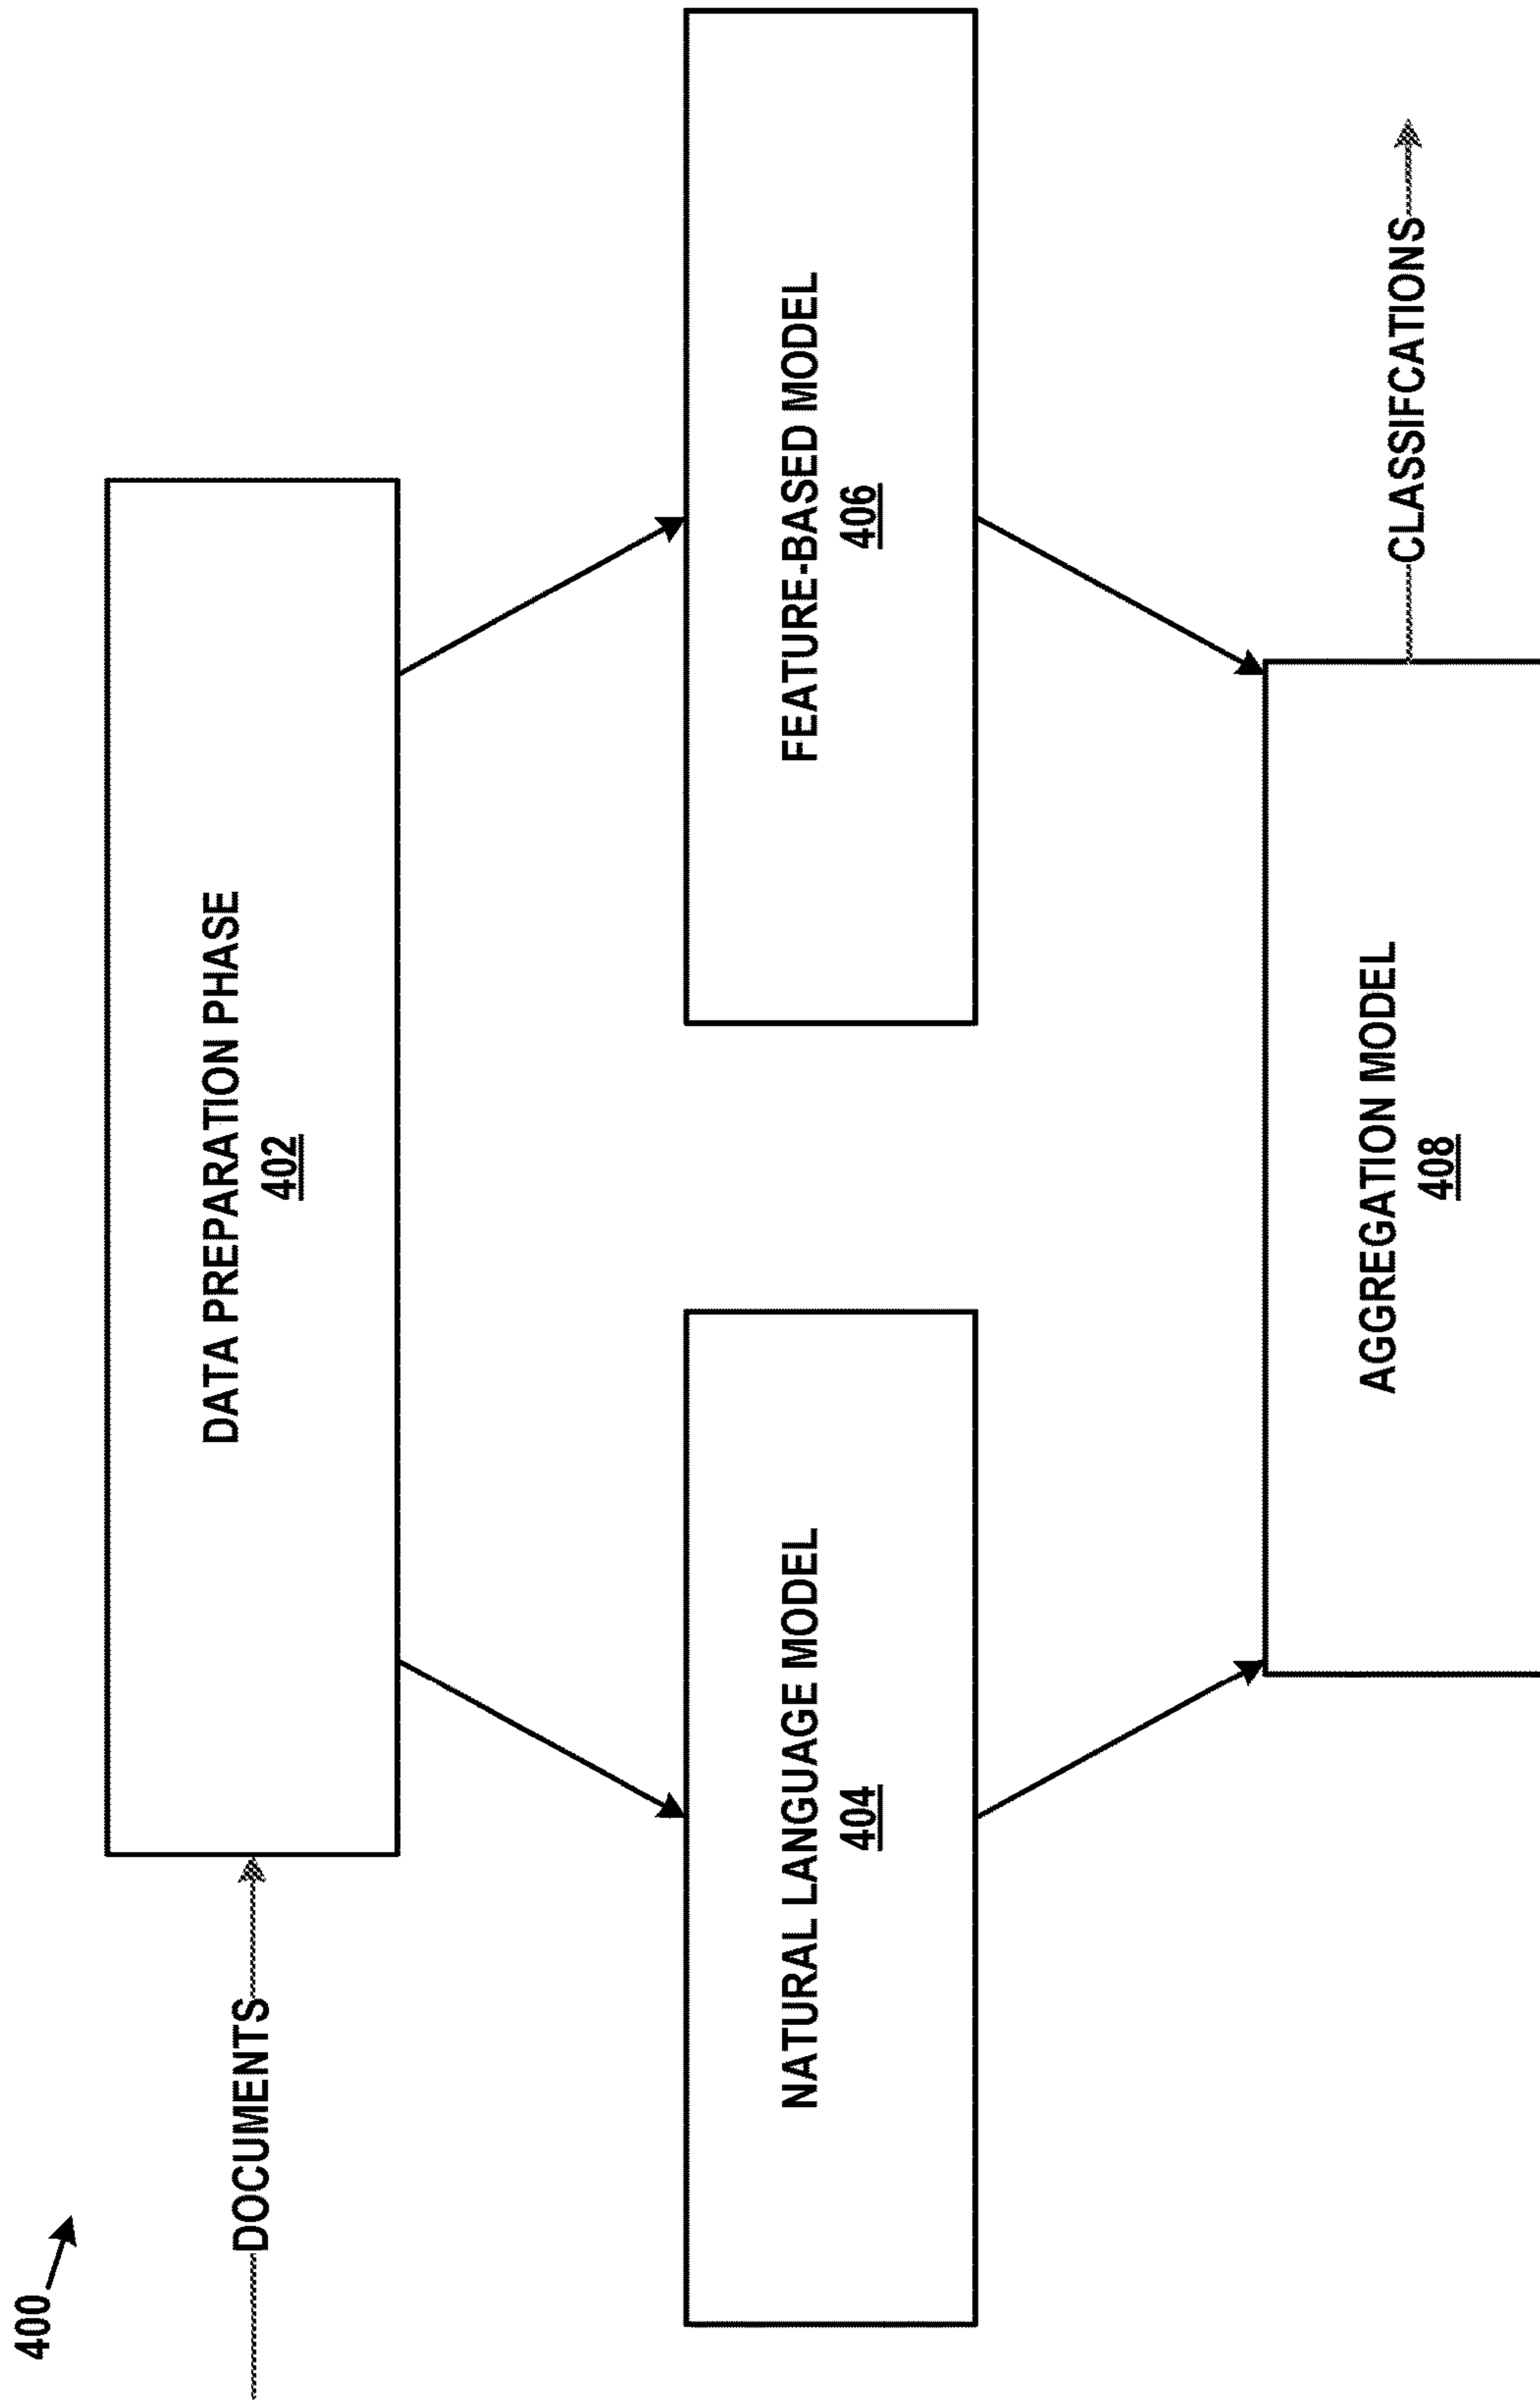 400
DOCUMENTS
DATA PREPARATION PHASE
402
NATURAL LANGUAGE MODEL
404
FEATURE-BASED MODEL
406
AGGREGATION MODEL
408
CLASSIFCATIONS